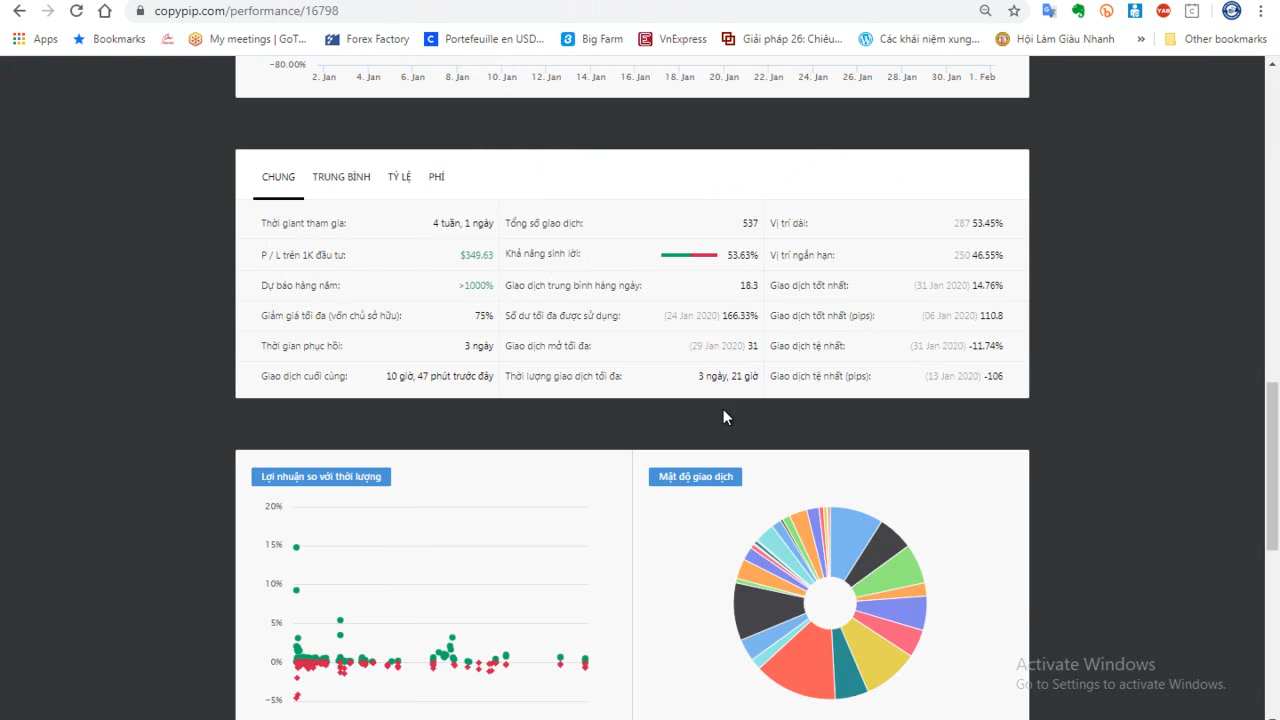 copypip.com/performance/16798
Apps Bookmarks My meetings | GoT... Forex Factory Portefeuille en USD... Big Farm VnExpress Giải pháp 26: Chiêu... Các khái niệm xung... Hội Làm Giàu Nhanh » Other bookmarks
−80.00%
2. Jan 4. Jan 6. Jan 8. Jan 10. Jan 12. Jan 14. Jan 16. Jan 18. Jan 20. Jan 22. Jan 24. Jan 26. Jan 28. Jan 30. Jan 1. Feb
CHUNG TRUNG BÌNH TỶ LỆ PHÍ
Thời giant tham gia: 4 tuần, 1 ngày Tổng số giao dịch: 537 Vị trí dài: 287 53.45%
P / L trên 1K đầu tư: $349.63 Khả năng sinh lời: 53.63% Vị trí ngắn hạn: 250 46.55%
Dự báo hàng năm: >1000% Giao dịch trung bình hàng ngày: 18.3 Giao dịch tốt nhất: (31 Jan 2020) 14.76%
Giảm giá tối đa (vốn chủ sở hữu): 75% Số dư tối đa được sử dụng: (24 Jan 2020) 166.33% Giao dịch tốt nhất (pips): (06 Jan 2020) 110.8
Thời gian phục hồi: 3 ngày Giao dịch mở tối đa: (29 Jan 2020) 31 Giao dịch tệ nhất: (31 Jan 2020) -11.74%
Giao dịch cuối cùng: 10 giờ, 47 phút trước đây Thời lượng giao dịch tối đa: 3 ngày, 21 giờ Giao dịch tệ nhất (pips): (13 Jan 2020) -106
Lợi nhuận so với thời lượng
20%
15%
10%
5%
0%
−5%
Mật độ giao dịch
Activate Windows
Go to Settings to activate Windows.